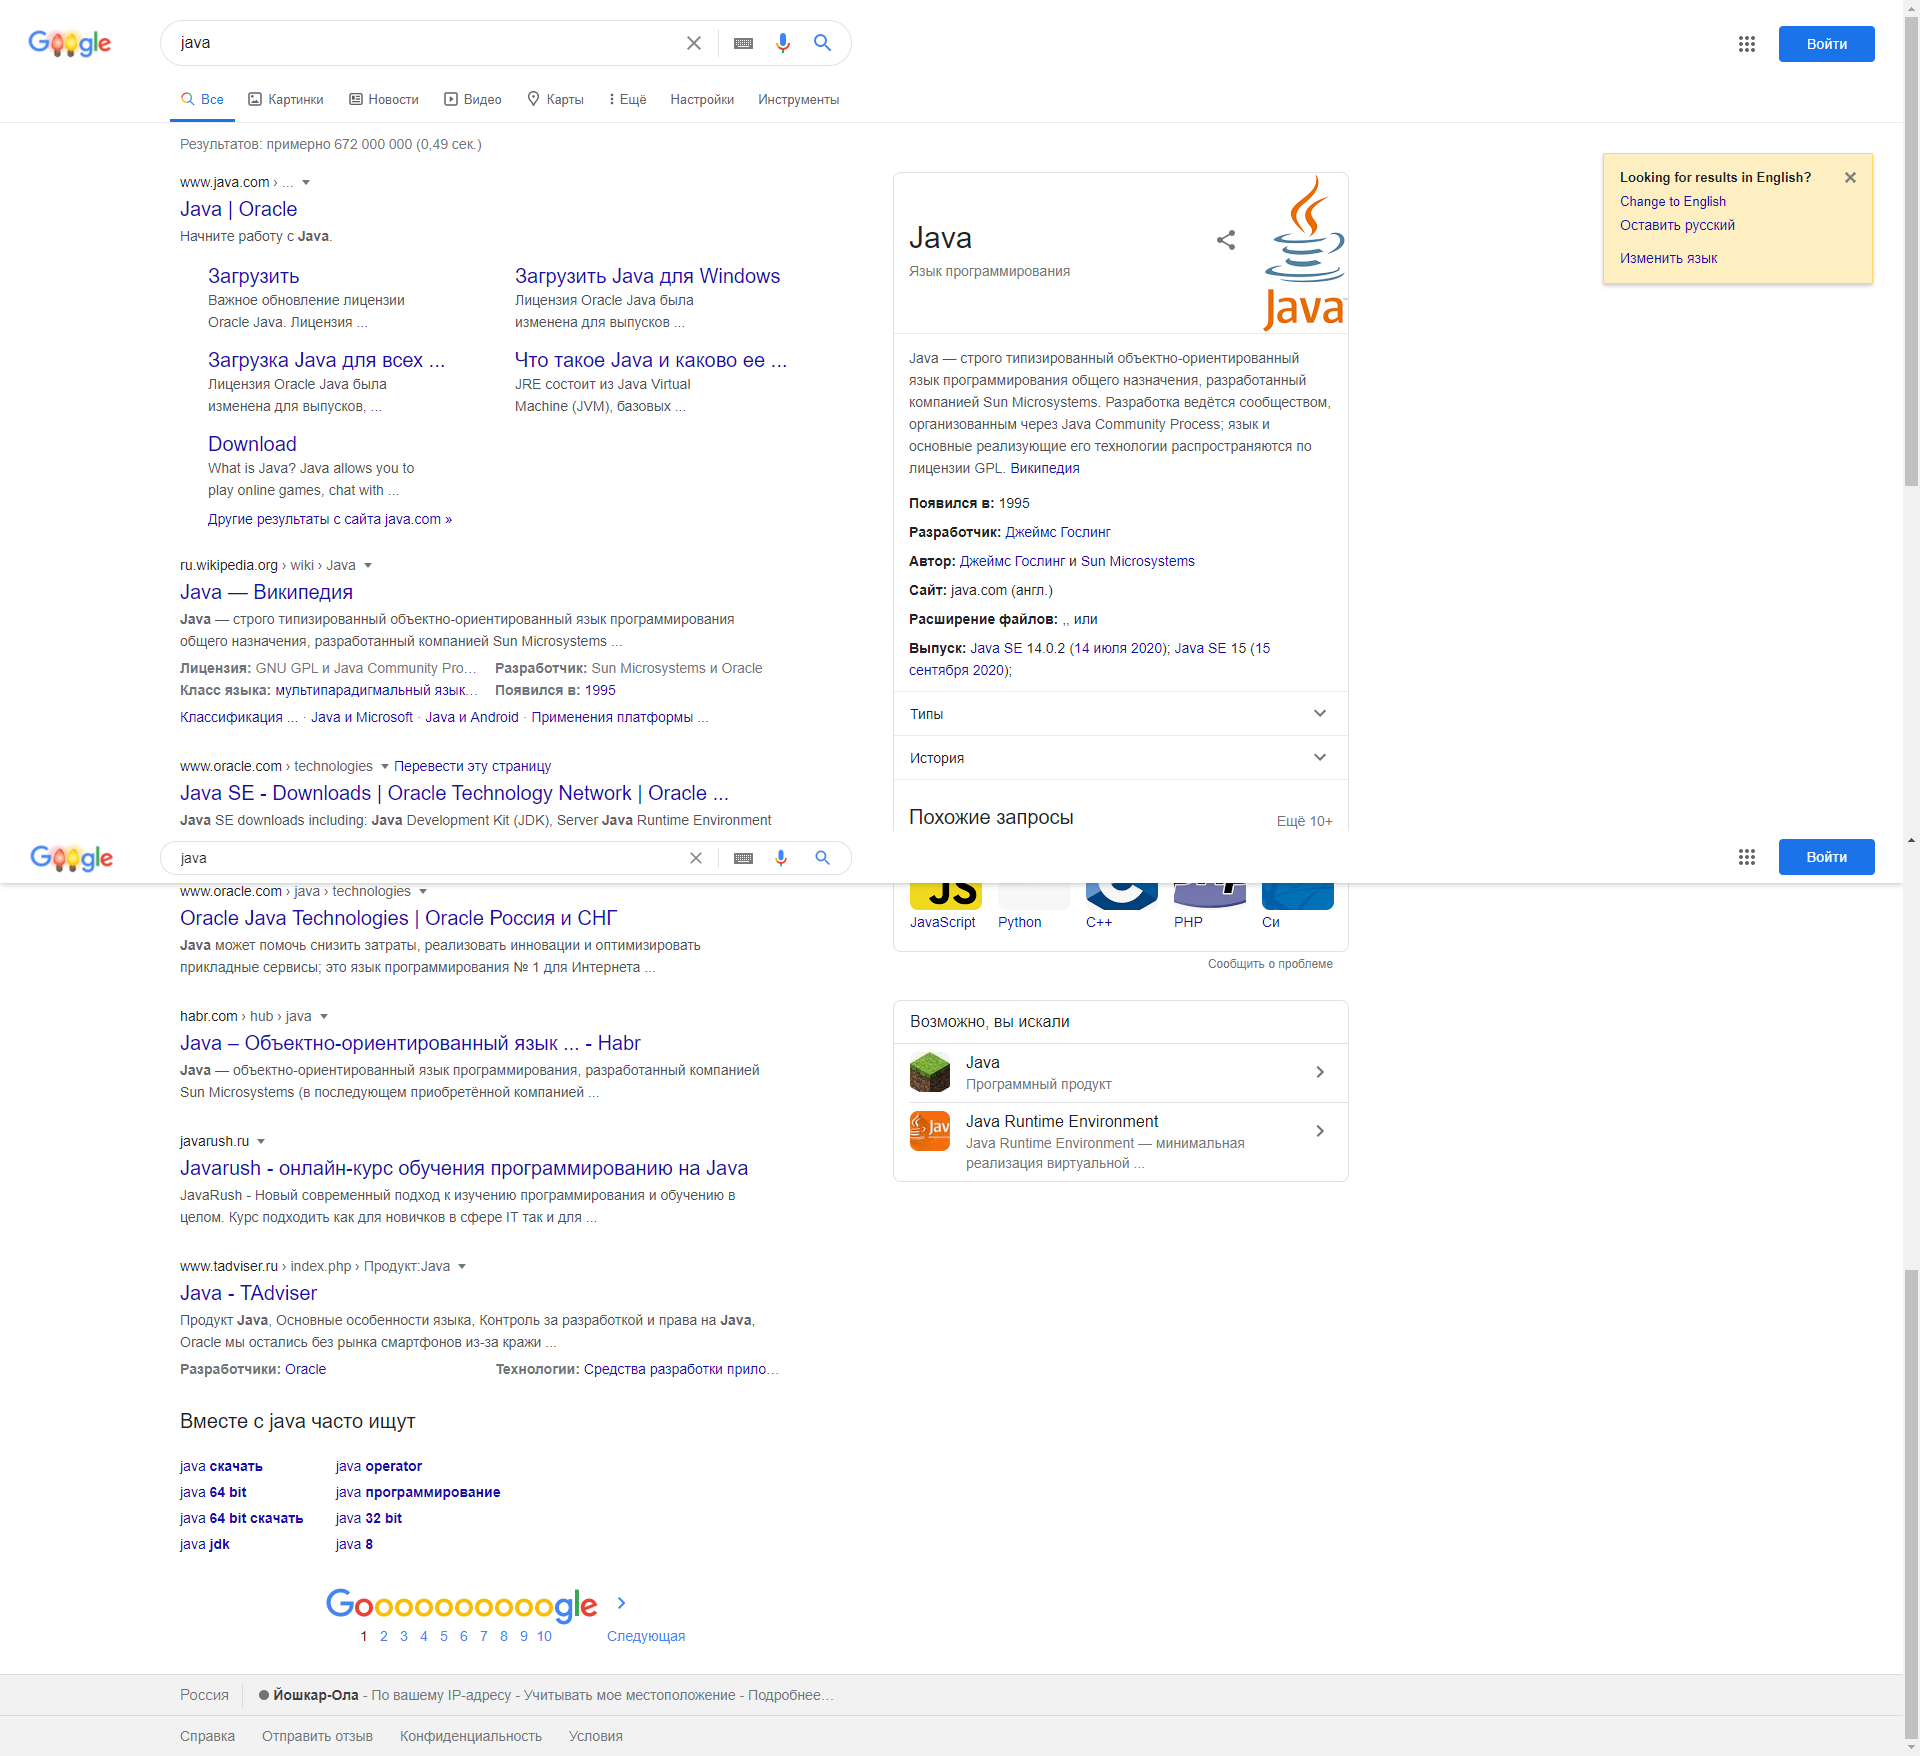 Google
java
Войти
Все Картинки Новости Видео Карты Ещё Настройки Инструменты
Результатов: примерно 672 000 000 (0,49 сек.)
www.java.com › ...
Java | Oracle
Начните работу с Java.
Загрузить
Важное обновление лицензии
Oracle Java. Лицензия ...
Загрузить Java для Windows
Лицензия Oracle Java была
изменена для выпусков ...
Загрузка Java для всех ...
Лицензия Oracle Java была
изменена для выпусков, ...
Что такое Java и каково ее ...
JRE состоит из Java Virtual
Machine (JVM), базовых ...
Download
What is Java? Java allows you to
play online games, chat with ...
Другие результаты с сайта java.com »
ru.wikipedia.org › wiki › Java
Java — Википедия
Java — строго типизированный объектно-ориентированный язык программирования
общего назначения, разработанный компанией Sun Microsystems ...
Лицензия: GNU GPL и Java Community Pro... Разработчик: Sun Microsystems и Oracle
Класс языка: мультипарадигмальный язык... Появился в: 1995
Классификация ... · Java и Microsoft · Java и Android · Применения платформы ...
www.oracle.com › technologies Перевести эту страницу
Java SE - Downloads | Oracle Technology Network | Oracle ...
Java SE downloads including: Java Development Kit (JDK), Server Java Runtime Environment
Java
Язык программирования
Java
Java — строго типизированный объектно-ориентированный
язык программирования общего назначения, разработанный
компанией Sun Microsystems. Разработка ведётся сообществом,
организованным через Java Community Process; язык и
основные реализующие его технологии распространяются по
лицензии GPL. Википедия
Появился в: 1995
Разработчик: Джеймс Гослинг
Автор: Джеймс Гослинг и Sun Microsystems
Сайт: java.com (англ.)
Расширение файлов: ,, или
Выпуск: Java SE 14.0.2 (14 июля 2020); Java SE 15 (15
сентября 2020);
Типы
История
Похожие запросы Ещё 10+
Looking for results in English?
Change to English
Оставить русский
Изменить язык
Google
java
Войти
www.oracle.com › java › technologies
Oracle Java Technologies | Oracle Россия и СНГ
Java может помочь снизить затраты, реализовать инновации и оптимизировать
прикладные сервисы; это язык программирования № 1 для Интернета ...
habr.com › hub › java
Java – Объектно-ориентированный язык ... - Habr
Java — объектно-ориентированный язык программирования, разработанный компанией
Sun Microsystems (в последующем приобретённой компанией ...
javarush.ru
Javarush - онлайн-курс обучения программированию на Java
JavaRush - Новый современный подход к изучению программирования и обучению в
целом. Курс подходить как для новичков в сфере IT так и для ...
www.tadviser.ru › index.php › Продукт:Java
Java - TAdviser
Продукт Java, Основные особенности языка, Контроль за разработкой и права на Java,
Oracle мы остались без рынка смартфонов из-за кражи ...
Разработчики: Oracle Технологии: Средства разработки прило...
JS
JavaScript Python C++ PHP Си
Сообщить о проблеме
Возможно, вы искали
Java
Программный продукт
Java Runtime Environment
Java Runtime Environment — минимальная
реализация виртуальной ...
Вместе с java часто ищут
java скачать java operator
java 64 bit java программирование
java 64 bit скачать java 32 bit
java jdk java 8
Goooooooooogle
1 2 3 4 5 6 7 8 9 10 Следующая
Россия Йошкар-Ола - По вашему IP-адресу - Учитывать мое местоположение - Подробнее…
Справка Отправить отзыв Конфиденциальность Условия